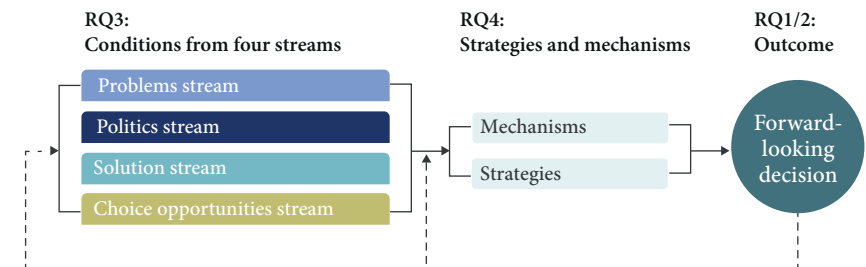 RQ3:
Conditions from four streams
Problems stream
Politics stream
Solution stream
Choice opportunities stream
RQ4:
Strategies and mechanisms
Mechanisms
Strategies
RQ1/2:
Outcome
Forward-
looking
decision